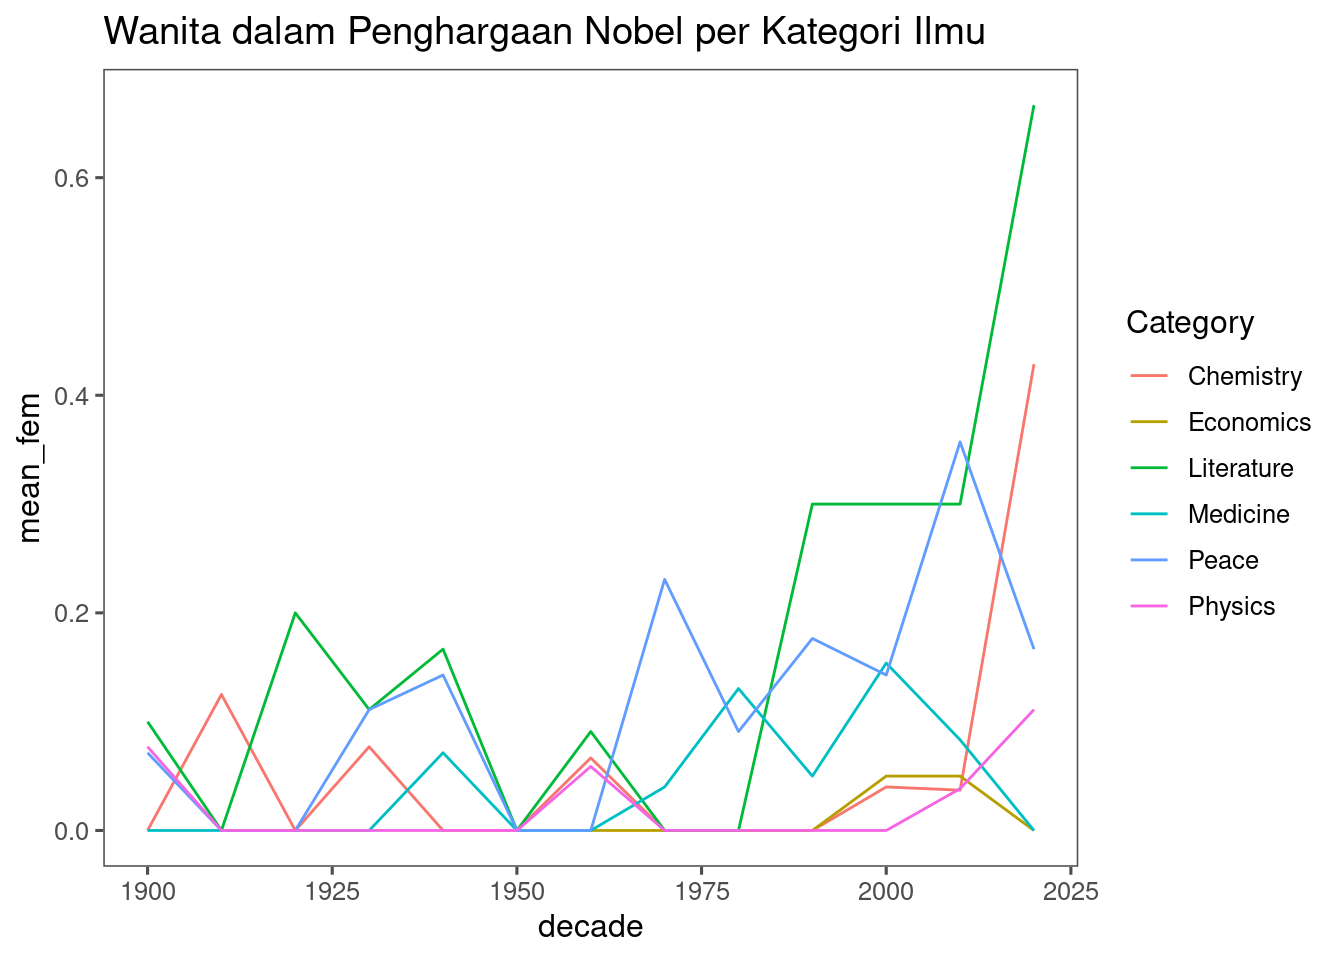 Wanita dalam Penghargaan Nobel per Kategori Ilmu
mean_fem
0.6
0.4
0.2
0.0
1900 1925 1950 1975 2000 2025
decade
Category
Chemistry
Economics
Literature
Medicine
Peace
Physics